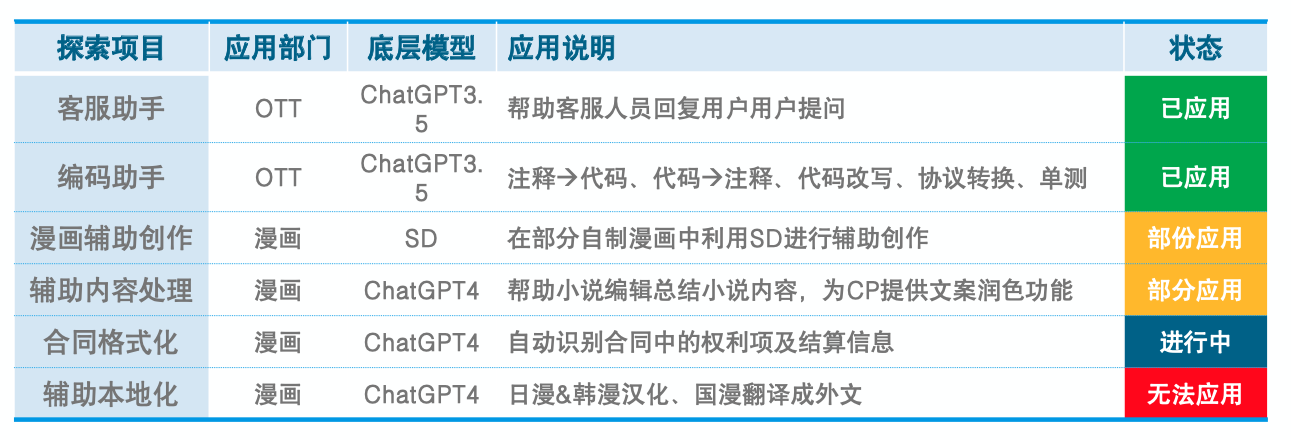 探索项目 应用部门 底层模型 应用说明 状态
客服助手 OTT ChatGPT3.
5 帮助客服人员回复用户用户提问 已应用
编码助手 OTT ChatGPT3.
5 注释→代码、代码→注释、代码改写、协议转换、单测 已应用
漫画辅助创作 漫画 SD 在部分自制漫画中利用SD进行辅助创作 部份应用
辅助内容处理 漫画 ChatGPT4 帮助小说编辑总结小说内容，为CP提供文案润色功能 部分应用
合同格式化 漫画 ChatGPT4 自动识别合同中的权利项及结算信息 进行中
辅助本地化 漫画 ChatGPT4 日漫&韩漫汉化、国漫翻译成外文 无法应用